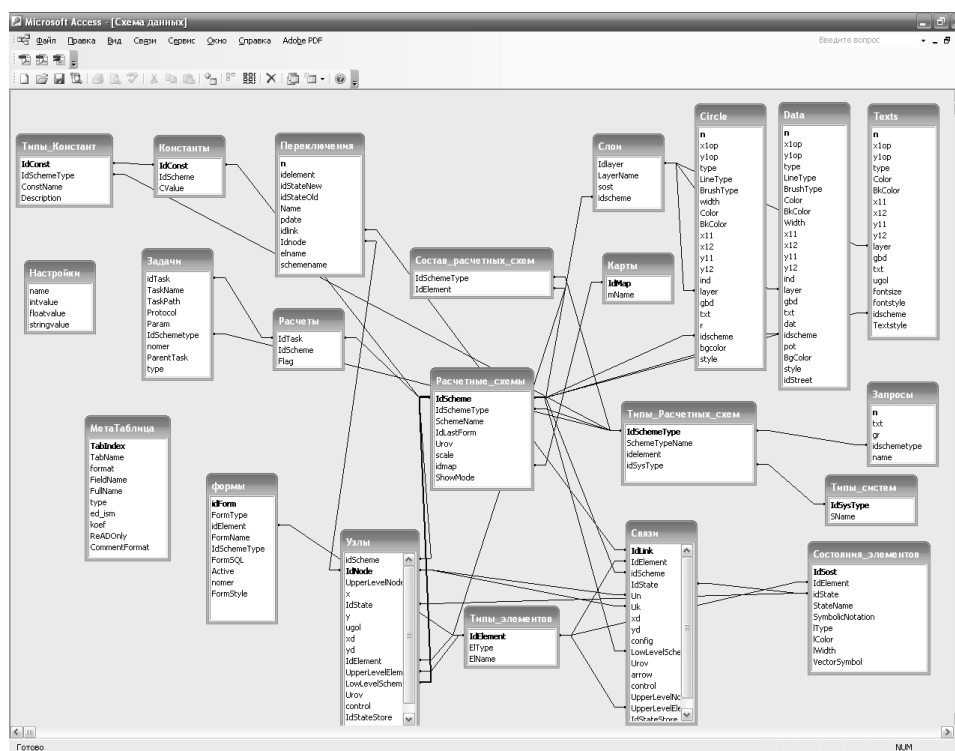 Microsoft Access - [Схема данных]
Файл Правка Вид Связи Сервис Окно Справка Adobe PDF
Введите вопрос
Типы_Констант
IdConst
IdSchemeType
ConstName
Description
Константы
IdConst
IdScheme
CValue
Переключения
n
idelement
idStateNew
idStateOld
Name
pdate
idlink
Idnode
elname
schemename
Слои
Idlayer
LayerName
sost
idscheme
Circle
n
x1op
y1op
type
LineType
BrushType
width
Color
BkColor
x11
x12
y11
y12
ind
layer
gbd
txt
r
idscheme
bgcolor
style
Data
n
x1op
y1op
type
LineType
BrushType
Color
BkColor
Width
x11
x12
y11
y12
ind
layer
gbd
txt
dat
idscheme
pot
BgColor
style
idStreet
Texts
n
x1op
y1op
type
Color
BkColor
x11
x12
y11
y12
layer
gbd
txt
ugol
fontsize
fontstyle
idscheme
Textstyle
Настройки
name
intvalue
floatvalue
stringvalue
Задачи
idTask
TaskName
TaskPath
Protocol
Param
IdSchemetype
nomer
ParentTask
type
Расчеты
IdTask
IdScheme
Flag
Состав_расчетных_схем
IdSchemeType
IdElement
Карты
IdMap
mName
Расчетные_схемы
IdScheme
IdSchemeType
SchemeName
IdLastForm
Urov
scale
idmap
ShowMode
Типы_Расчетных_схем
IdSchemeType
SchemeTypeName
idelement
idSysType
Запросы
n
txt
gr
idschemetype
name
МетаТаблица
TabIndex
TabName
format
FieldName
FullName
type
ed_ism
koef
ReADOnly
CommentFormat
формы
idForm
FormType
idElement
FormName
IdSchemeType
FormSQL
Active
nomer
FormStyle
Типы_систем
IdSysType
SName
Узлы
idScheme
IdNode
UpperLevelNode
x
IdState
y
ugol
xd
yd
IdElement
UpperLevelElem
LowLevelSchem
Urov
control
IdStateStore
Типы_элементов
IdElement
ElType
ElName
Связи
IdLink
IdElement
idScheme
IdState
Un
Uk
xd
yd
config
LowLevelSche
Urov
arrow
control
UpperLevelNo
UpperLevelEle
IdStateStore
Состояния_элементов
IdSost
IdElement
idState
StateName
SymbolicNotation
lType
lColor
lWidth
VectorSymbol
Готово
NUM